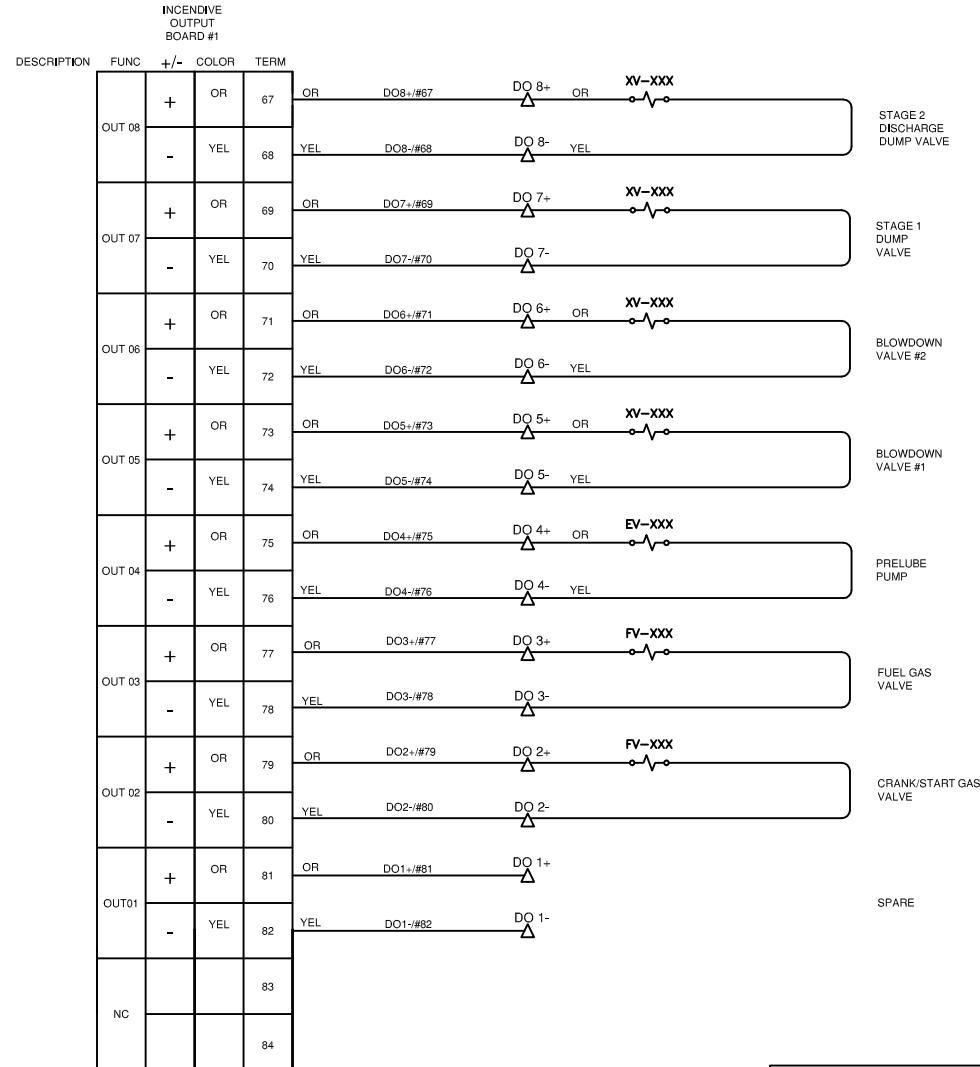 INCENDIVE
OUTPUT
BOARD #1
DESCRIPTION FUNC +/- COLOR TERM
OUT 08
+ OR 67 OR DO8+/#67 DO 8+ OR XV-XXX
- YEL 68 YEL DO8-/#68 DO 8- YEL
STAGE 2
DISCHARGE
DUMP VALVE
OUT 07
+ OR 69 OR DO7+/#69 DO 7+ XV-XXX
- YEL 70 YEL DO7-/#70 DO 7-
STAGE 1
DUMP
VALVE
OUT 06
+ OR 71 OR DO6+/#71 DO 6+ OR XV-XXX
- YEL 72 YEL DO6-/#72 DO 6- YEL
BLOWDOWN
VALVE #2
OUT 05
+ OR 73 OR DO5+/#73 DO 5+ OR XV-XXX
- YEL 74 YEL DO5-/#74 DO 5- YEL
BLOWDOWN
VALVE #1
OUT 04
+ OR 75 OR DO4+/#75 DO 4+ OR EV-XXX
- YEL 76 YEL DO4-/#76 DO 4- YEL
PRELUBE
PUMP
OUT 03
+ OR 77 OR DO3+/#77 DO 3+ FV-XXX
- YEL 78 YEL DO3-/#78 DO 3-
FUEL GAS
VALVE
OUT 02
+ OR 79 OR DO2+/#79 DO 2+ FV-XXX
- YEL 80 YEL DO2-/#80 DO 2-
CRANK/START GAS
VALVE
OUT01
+ OR 81 OR DO1+/#81 DO 1+
- YEL 82 YEL DO1-/#82 DO 1-
SPARE
NC
83
84